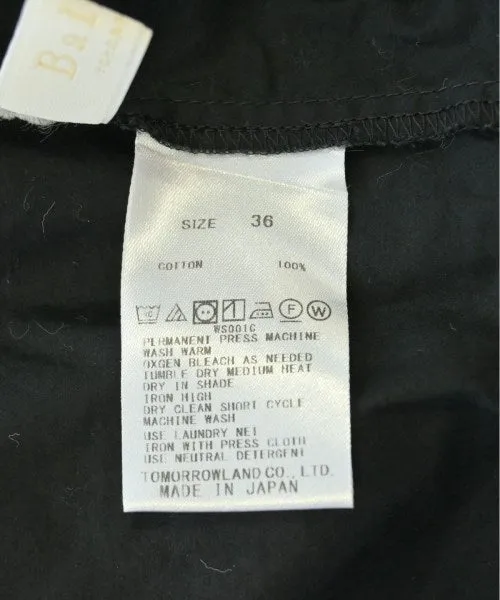 SIZE 36
COTTON 100%
WS001G
PERMANENT PRESS MACHINE
WASH WARM
OXGEN BLEACH AS NEEDED
TUMBLE DRY MEDIUM HEAT
DRY IN SHADE
IRON HIGH
DRY CLEAN SHORT CYCLE
MACHINE WASH
USE LAUNDRY NET
IRON WITH PRESS CLOTH
USE NEUTRAL DETERGENT
TOMORROWLAND CO., LTD.
MADE IN JAPAN